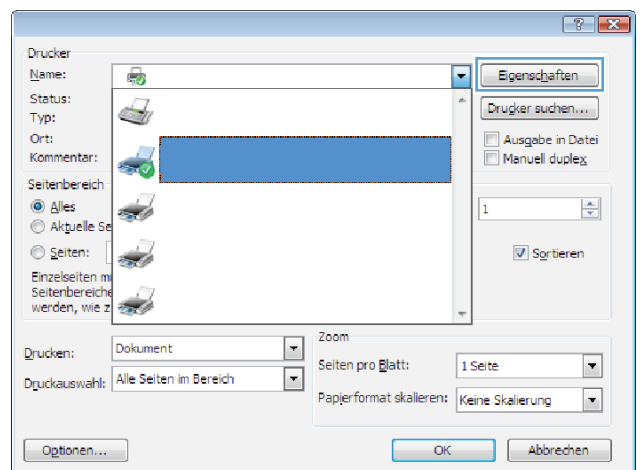 Drucker
Name:
Eigenschaften
Status:
Typ:
Drucker suchen...
Ort:
Ausgabe in Datei
Kommentar:
Manuell duplex
Seitenbereich
Alles
1
Aktuelle Se
Seiten:
Sortieren
Einzelseiten m
Seitenbereiche
werden, wie z
Zoom
Drucken:
Dokument
Seiten pro Blatt:
1 Seite
Druckauswahl:
Alle Seiten im Bereich
Papierformat skalieren:
Keine Skalierung
Optionen...
OK
Abbrechen